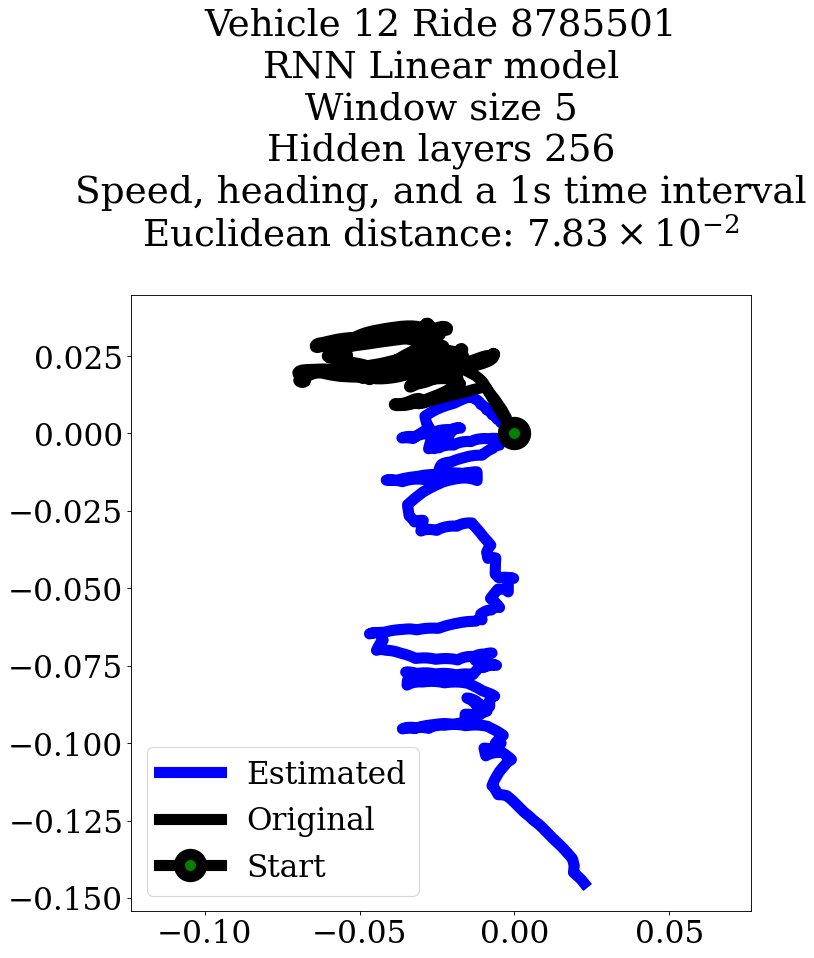 Vehicle 12 Ride 8785501
RNN Linear model
Window size 5
Hidden layers 256
Speed, heading, and a 1s time interval
Euclidean distance: 7.83 × 10⁻²
0.025
0.000
−0.025
−0.050
−0.075
−0.100
−0.125
−0.150
Estimated
Original
Start
−0.10
−0.05
0.00
0.05